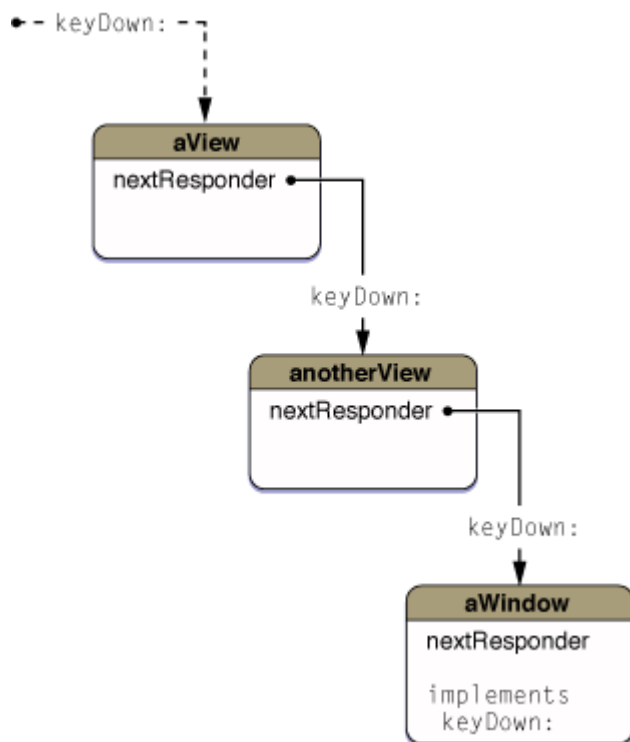 keyDown:
aView
nextResponder
keyDown:
anotherView
nextResponder
keyDown:
aWindow
nextResponder
implements
keyDown: